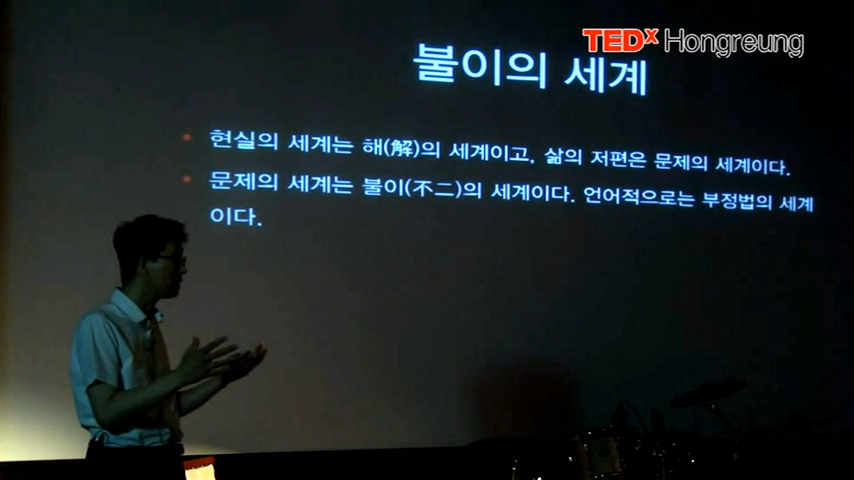 TEDx Hongreung
불이의 세계
• 현실의 세계는 해(解)의 세계이고, 삶의 저편은 문제의 세계이다.
• 문제의 세계는 불이(不二)의 세계이다. 언어적으로는 부정법의 세계
이다.